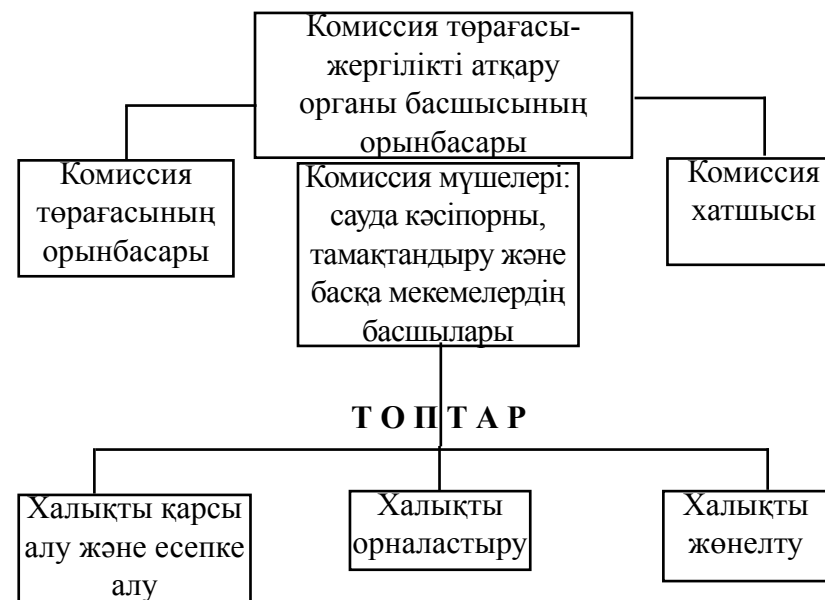 Комиссия төрағасы-
жергілікті атқару
органы басшысының
орынбасары
Комиссия
төрағасының
орынбасары
Комиссия мүшелері:
сауда кәсіпорны,
тамақтандыру және
басқа мекемелердің
басшылары
Комиссия
хатшысы
Т О П Т А Р
Халықты қарсы
алу және есепке
алу
Халықты
орналастыру
Халықты
жөнелту